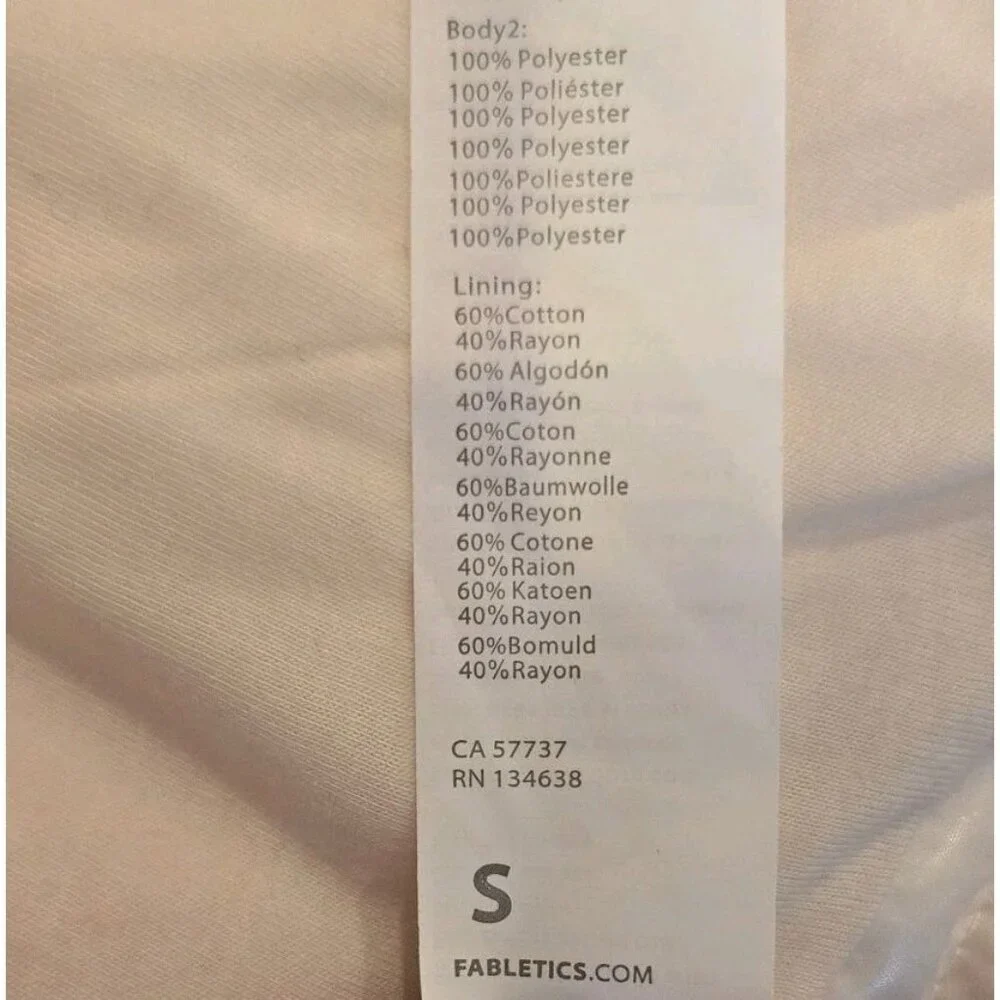 Body2:
100% Polyester
100% Poliéster
100% Polyester
100% Polyester
100%Poliestere
100% Polyester
100%Polyester
Lining:
60%Cotton
40%Rayon
60% Algodón
40%Rayón
60%Coton
40%Rayonne
60%Baumwolle
40%Reyon
60% Cotone
40%Raion
60% Katoen
40%Rayon
60%Bomuld
40%Rayon
CA 57737
RN 134638
S
FABLETICS.COM